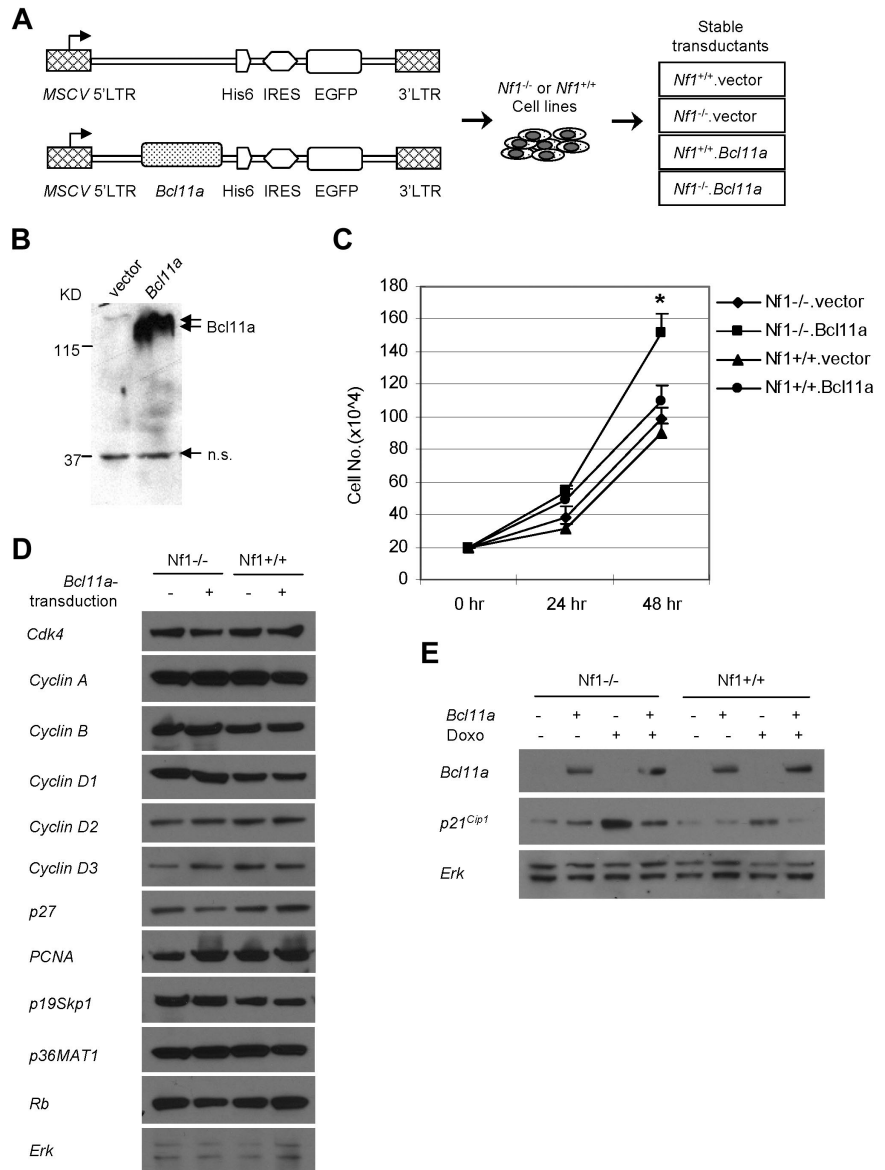 A
MSCV 5'LTR His6 IRES EGFP 3'LTR
MSCV 5'LTR Bcl11a His6 IRES EGFP 3'LTR
Nf1-/- or Nf1+/+
Cell lines
Stable
transductants
Nf1+/+.vector
Nf1-/-.vector
Nf1+/+.Bcl11a
Nf1-/-.Bcl11a
B
KD
vector
Bcl11a
Bcl11a
115
37
n.s.
C
180
160
140
120
100
80
60
40
20
0
Cell No.(x10^4)
0 hr 24 hr 48 hr
*
Nf1-/-.vector
Nf1-/-.Bcl11a
Nf1+/+.vector
Nf1+/+.Bcl11a
D
Nf1-/- Nf1+/+
Bcl11a-
transduction - + - +
Cdk4
Cyclin A
Cyclin B
Cyclin D1
Cyclin D2
Cyclin D3
p27
PCNA
p19Skp1
p36MAT1
Rb
Erk
E
Nf1-/- Nf1+/+
Bcl11a - + - + - + - +
Doxo - - + + - - + +
Bcl11a
p21Cip1
Erk